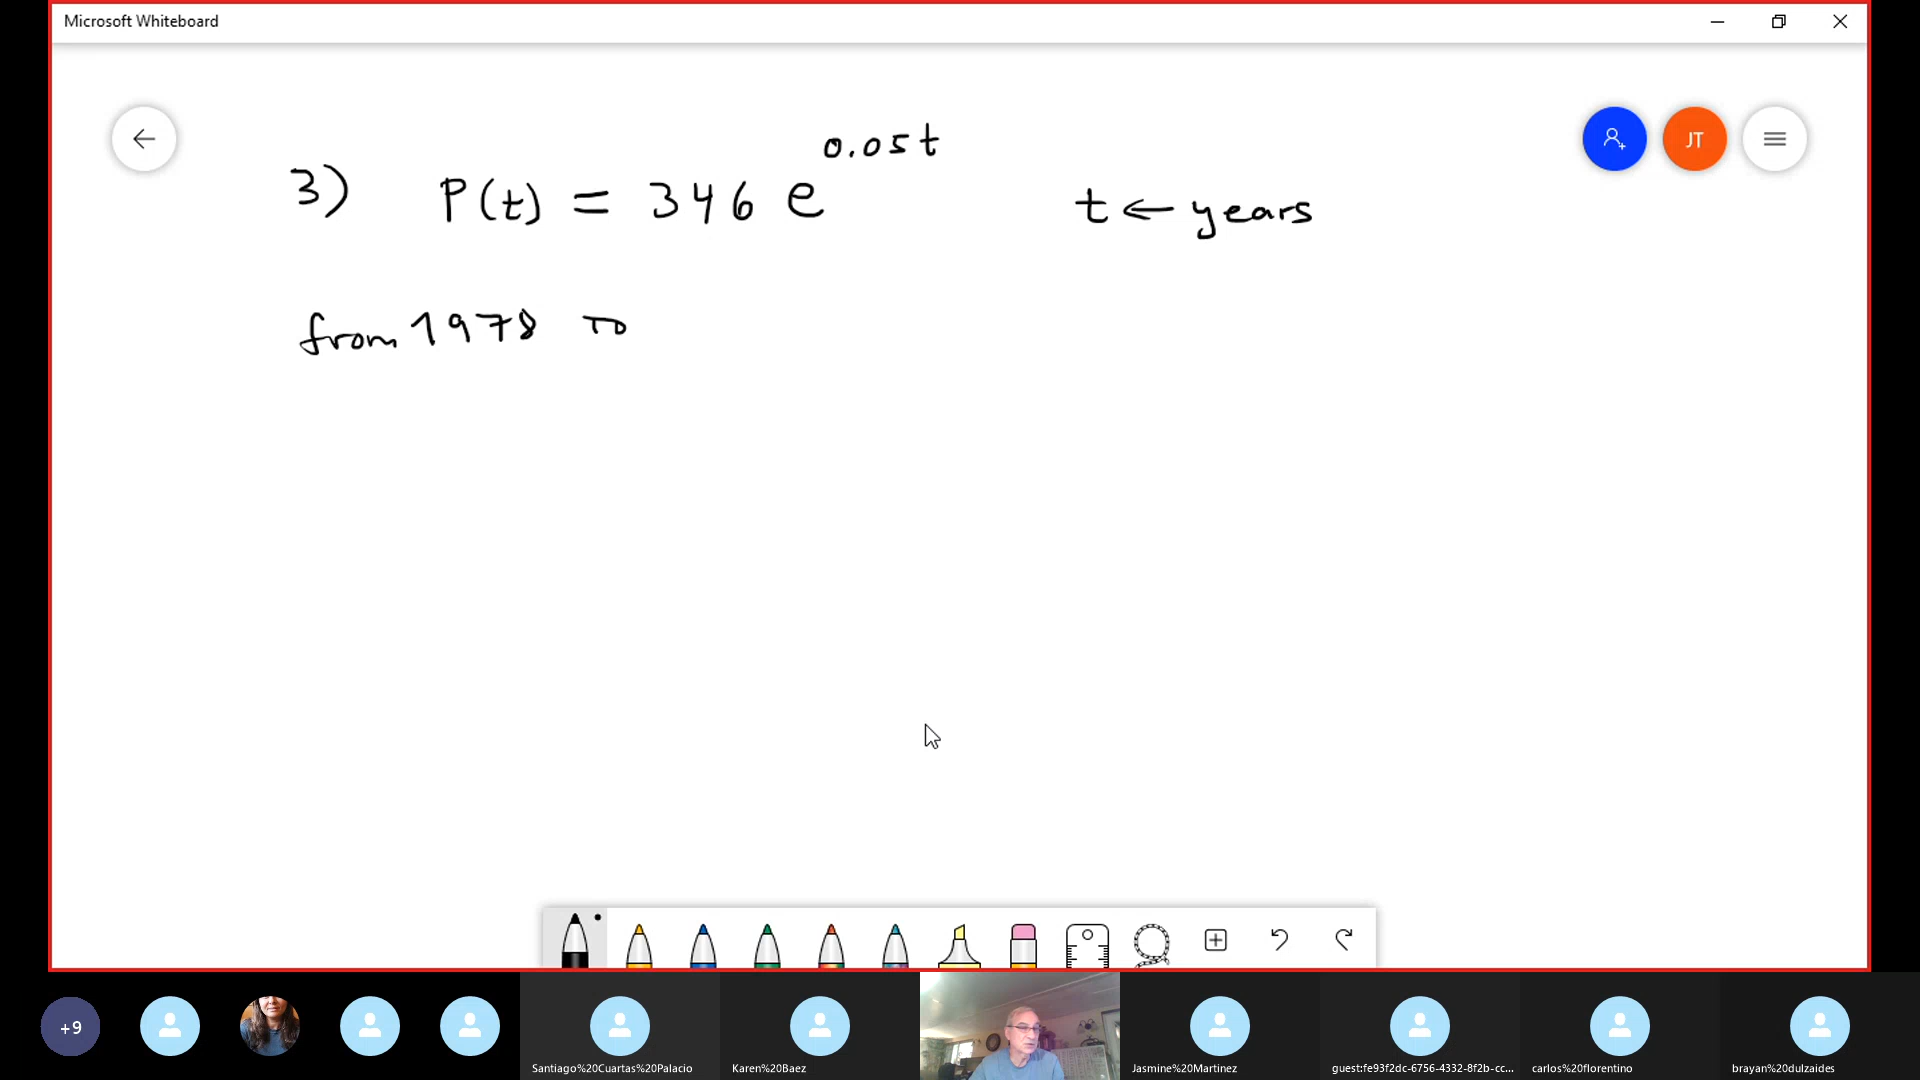 Microsoft Whiteboard
JT
3) P(t) = 346 e^0.05t t ← years
from 1978 to
+9
Santiago%20Cuartas%20Palacio
Karen%20Baez
Jasmine%20Martinez
guest:fe93f2dc-6756-4332-8f2b-cc...
carlos%20florentino
brayan%20dulzaides